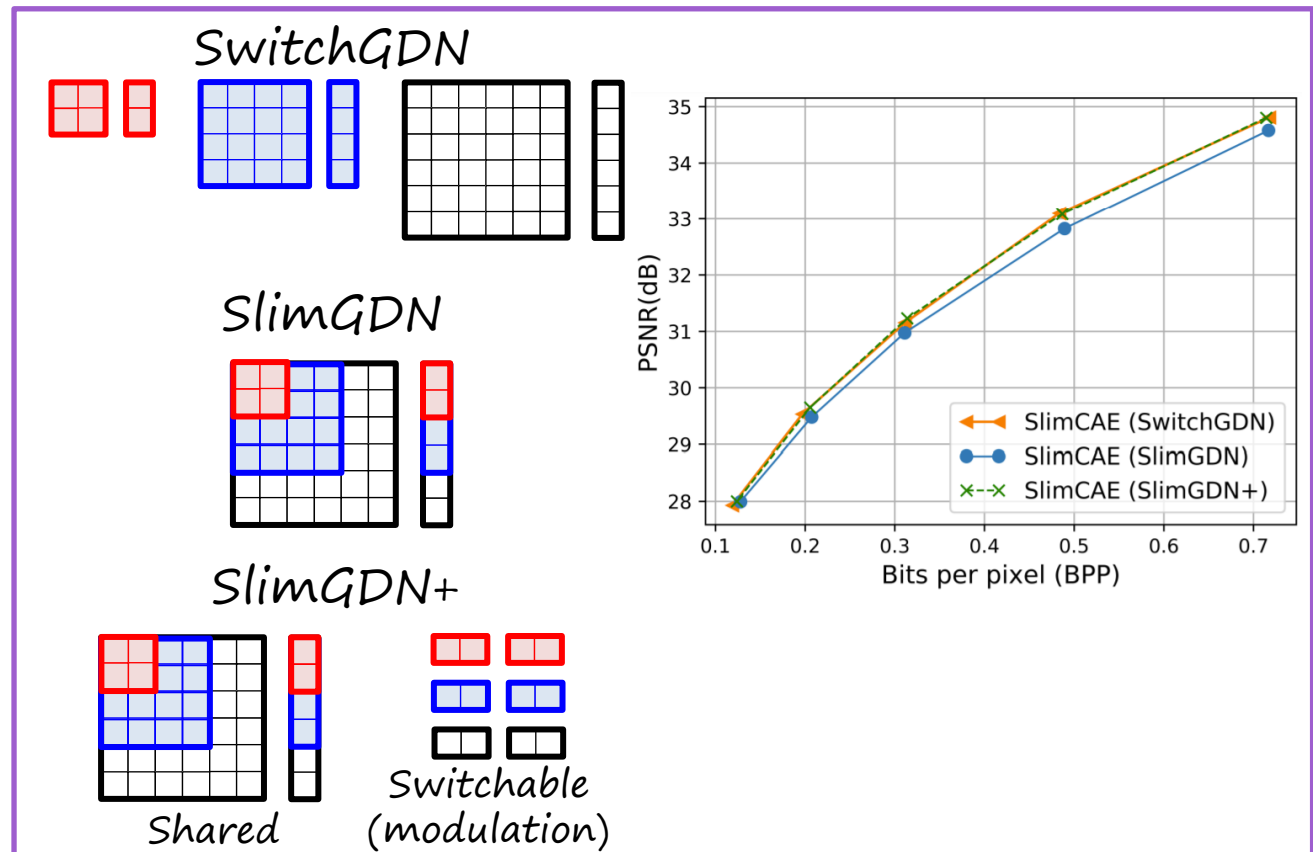 SwitchGDN
SlimGDN
SlimGDN+
Shared
Switchable
(modulation)
PSNR(dB)
35
34
33
32
31
30
29
28
0.1 0.2 0.3 0.4 0.5 0.6 0.7
Bits per pixel (BPP)
SlimCAE (SwitchGDN)
SlimCAE (SlimGDN)
SlimCAE (SlimGDN+)